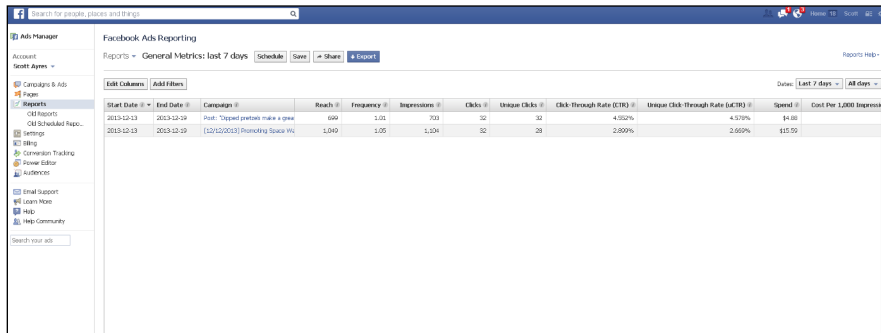 f Search for people, places and things Home 19 Scott
Ads Manager
Account
Scott Ayres
Campaigns & Ads
Pages
Reports
Old Reports
Old Scheduled Repo...
Settings
Billing
Conversion Tracking
Power Editor
Audiences
Email Support
Learn More
Help
Help Community
Search your ads
Facebook Ads Reporting
Reports General Metrics: last 7 days Schedule Save Share Export Reports Help
Edit Columns Add Filters Dates: Last 7 days All days
Start Date End Date Campaign Reach Frequency Impressions Clicks Unique Clicks Click-Through Rate (CTR) Unique Click-Through Rate (uCTR) Spend Cost Per 1,000 Impressi
2013-12-13 2013-12-19 Post: "Dipped pretzels make a grea 699 1.01 703 32 32 4.552% 4.578% $4.88
2013-12-13 2013-12-19 [12/12/2013] Promoting Space Wa 1,049 1.05 1,104 32 28 2.899% 2.669% $15.59